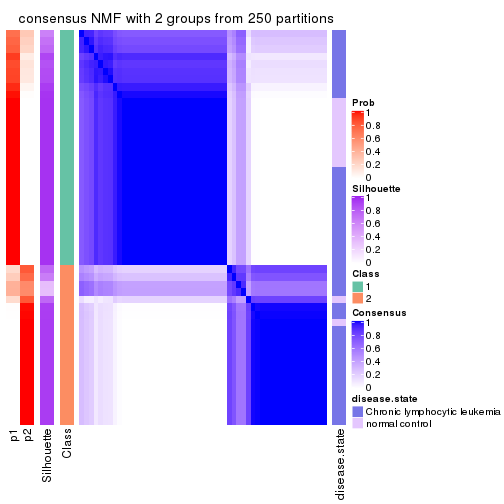 consensus NMF with 2 groups from 250 partitions
Prob
1
0.8
0.6
0.4
0.2
0
Silhouette
1
0.8
0.6
0.4
0.2
0
Class
1
2
Consensus
1
0.8
0.6
0.4
0.2
0
disease.state
Chronic lymphocytic leukemia
normal control
p1
p2
Silhouette
Class
disease.state